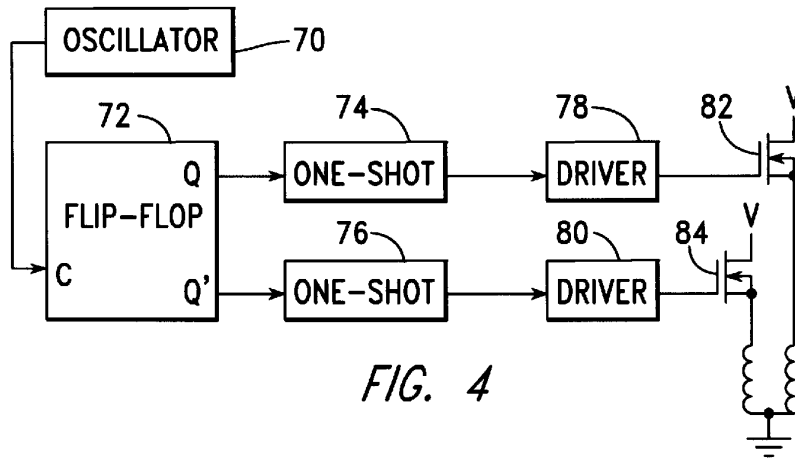 OSCILLATOR 70
72 74 78 82 V
Q ONE-SHOT DRIVER
FLIP-FLOP
76 80 84 V
C
Q' ONE-SHOT DRIVER
FIG. 4